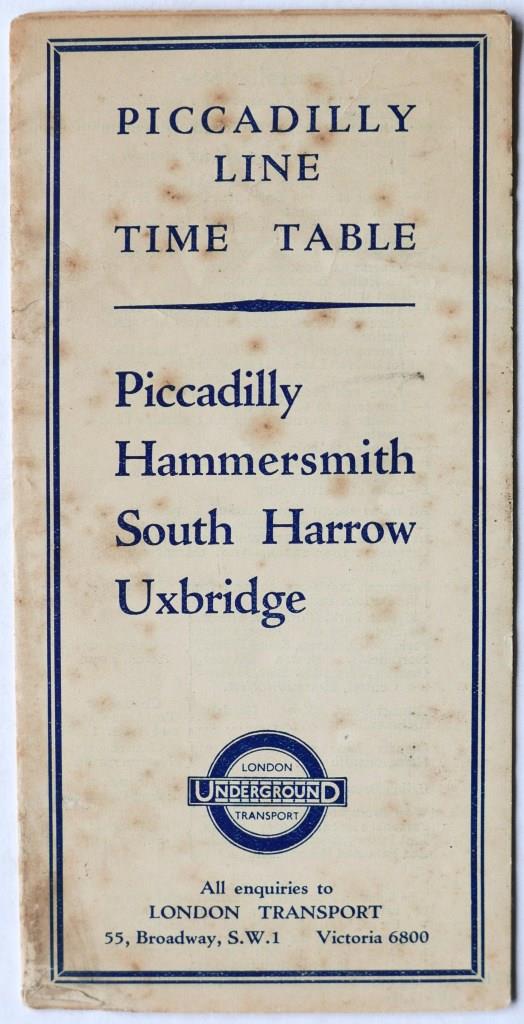 PICCADILLY
LINE
TIME TABLE
Piccadilly
Hammersmith
South Harrow
Uxbridge
LONDON
UNDERGROUND
TRANSPORT
All enquiries to
LONDON TRANSPORT
55, Broadway, S.W.1 Victoria 6800